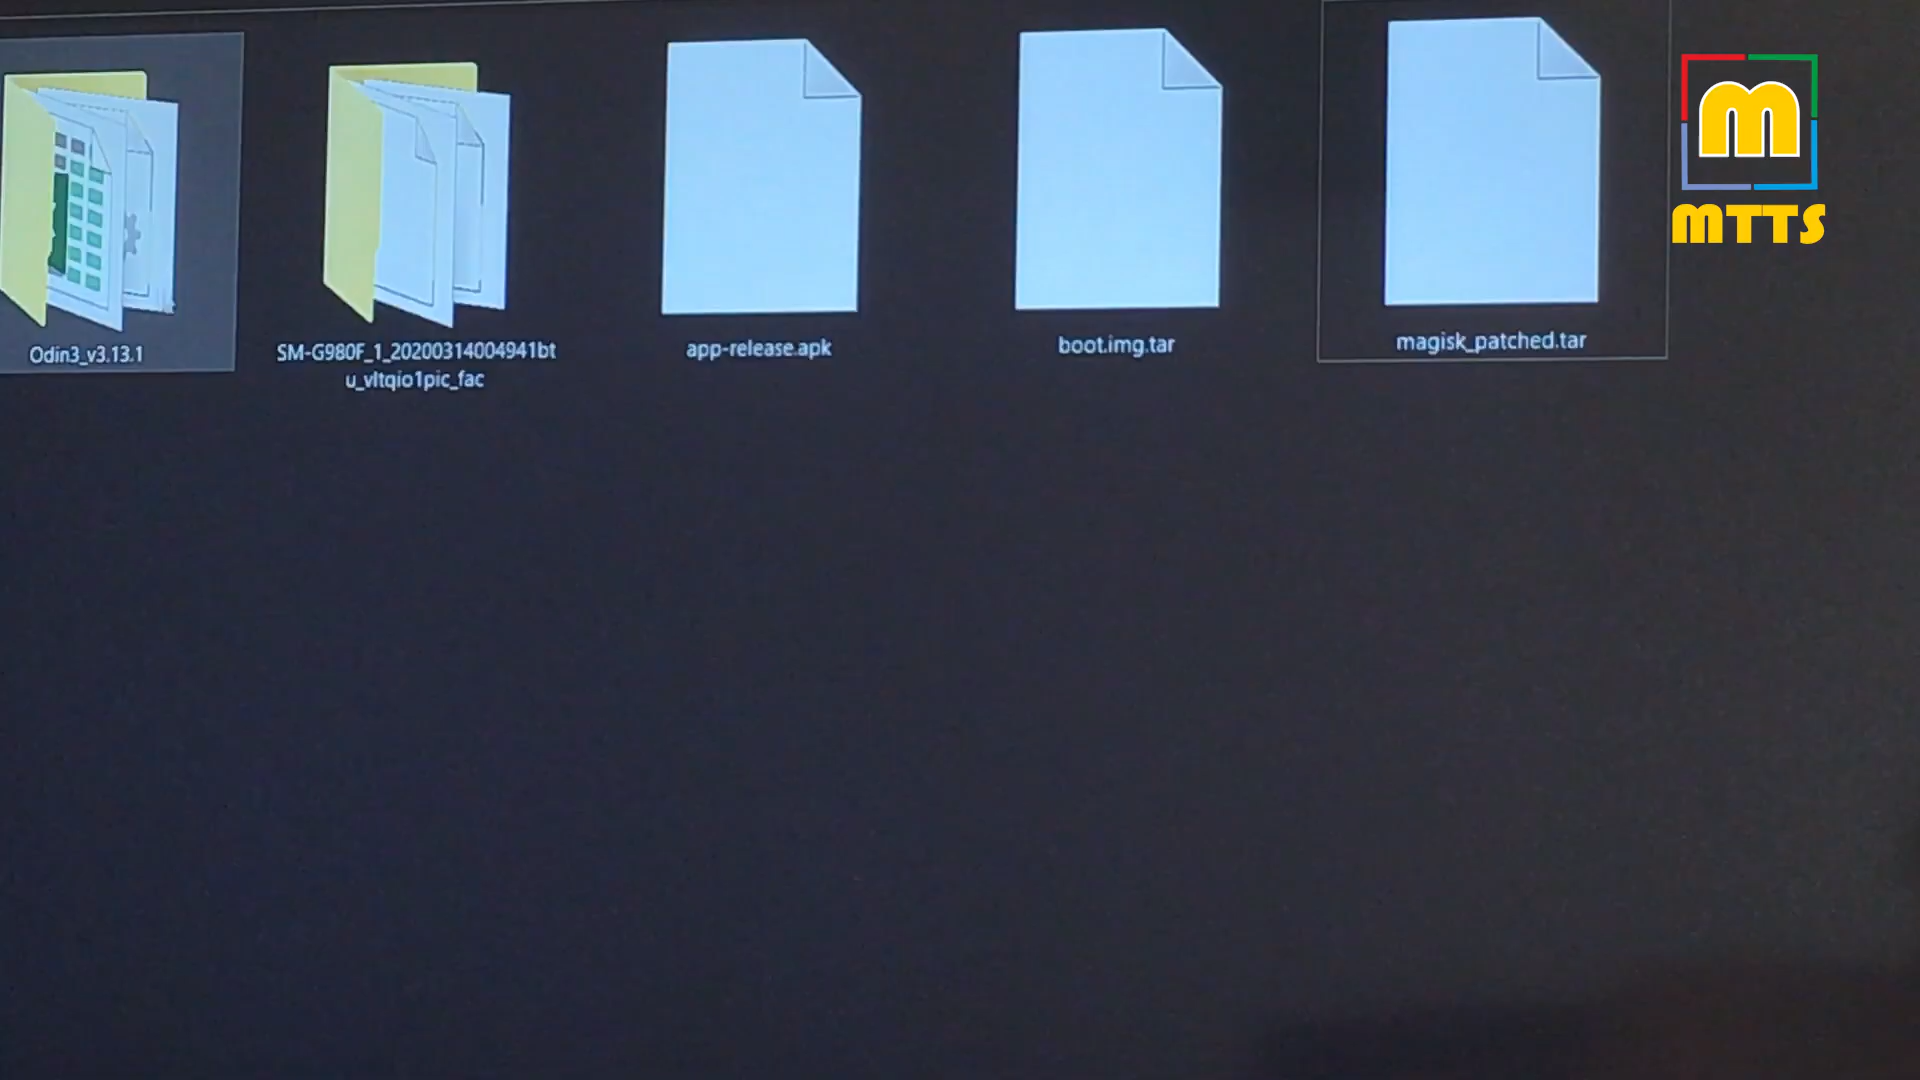 Odin3_v3.13.1
SM-G980F_1_20200314004941bt
u_vltqio1pic_fac
app-release.apk
boot.img.tar
magisk_patched.tar
M
MTTS